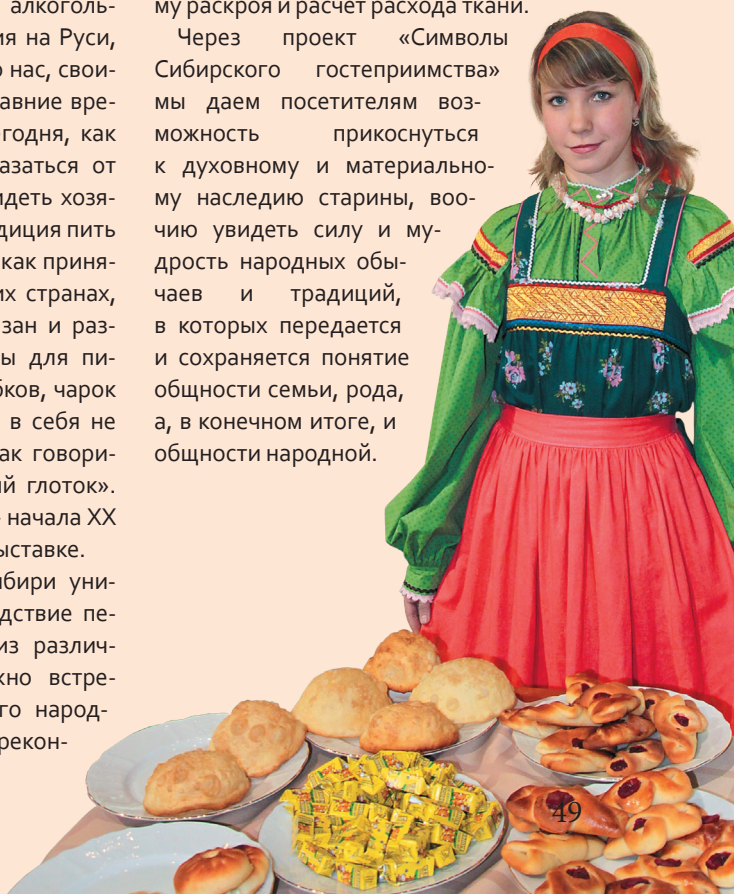 алкоголь-
ия на Руси,
о нас, свои-
авние вре-
годня, как
азаться от
идеть хозя-
диция пить
как приня-
их странах,
зан и раз-
ы для пи-
бков, чарок
в себя не
ак говори-
й глоток».
начала XX
ыставке.
ибири уни-
дствие пе-
из различ-
жно встре-
го народ-
рекон-
му раскроя и расчет расхода ткани.
Через проект «Символы
Сибирского гостеприимства»
мы даем посетителям воз-
можность прикоснуться
к духовному и материально-
му наследию старины, воо-
чию увидеть силу и му-
дрость народных обы-
чаев и традиций,
в которых передается
и сохраняется понятие
общности семьи, рода,
а, в конечном итоге, и
общности народной.
49